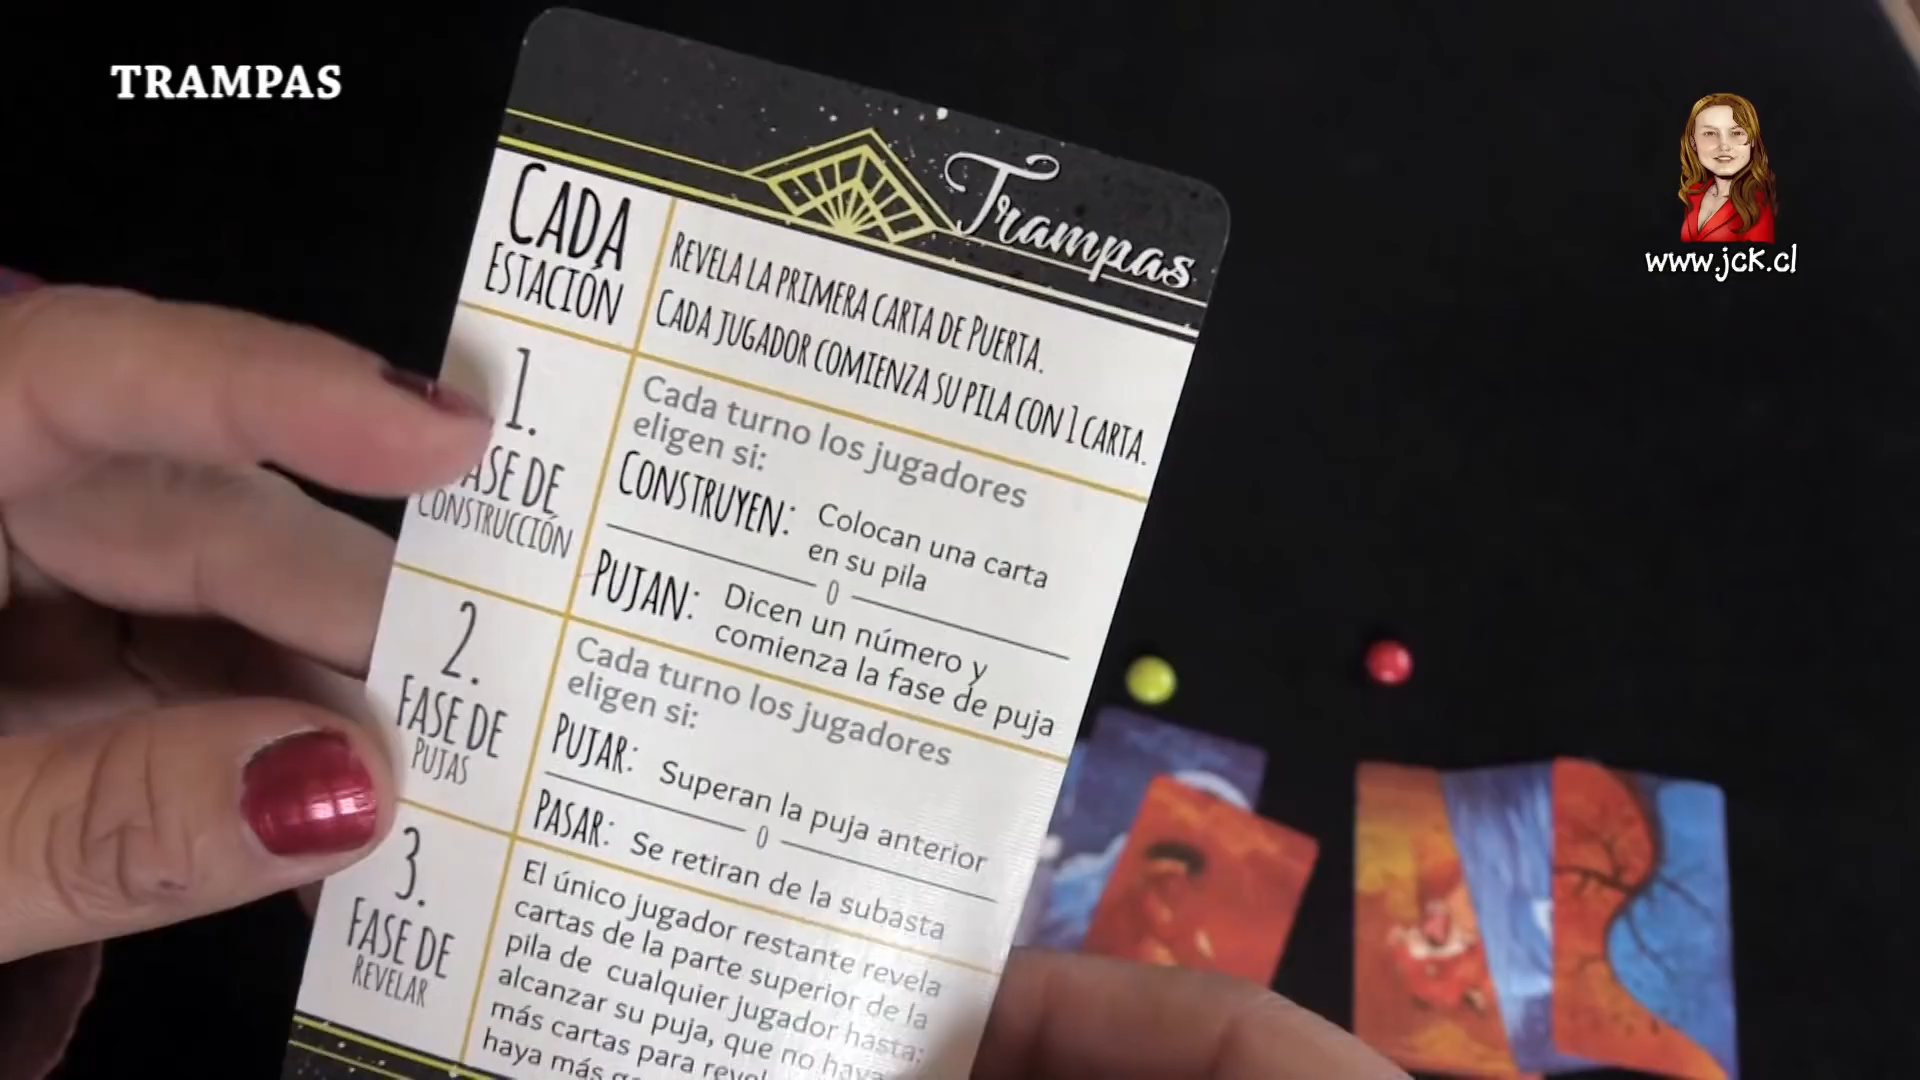 TRAMPAS
www.jck.cl
Trampas
CADA
ESTACIÓN
REVELA LA PRIMERA CARTA DE PUERTA.
CADA JUGADOR COMIENZA SU PILA CON 1 CARTA.
1.
FASE DE
CONSTRUCCIÓN
Cada turno los jugadores
eligen si:
CONSTRUYEN: Colocan una carta
en su pila
O
PUJAN: Dicen un número y
comienza la fase de puja
2.
FASE DE
PUJAS
Cada turno los jugadores
eligen si:
PUJAR: Superan la puja anterior
O
PASAR: Se retiran de la subasta
3.
FASE DE
REVELAR
El único jugador restante revela
cartas de la parte superior de la
pila de cualquier jugador hasta:
alcanzar su puja, que no haya
más cartas para
haya más